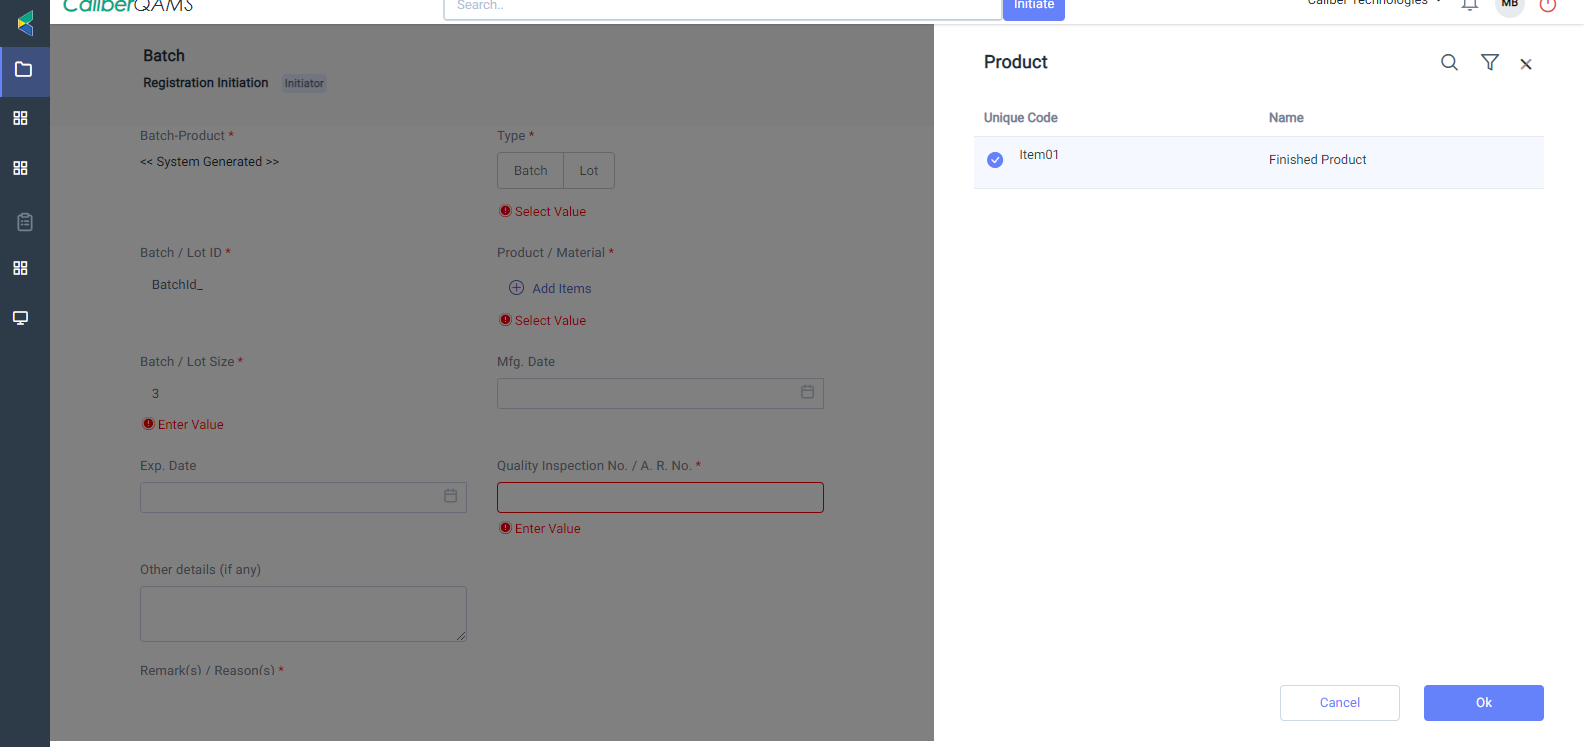 CaliberQAMS
Search..
Initiate
Caliber Technologies
MB
Batch
Registration Initiation Initiator
Batch-Product *
<< System Generated >>
Type *
Batch Lot
Select Value
Batch / Lot ID *
BatchId_
Product / Material *
Add Items
Select Value
Batch / Lot Size *
3
Enter Value
Mfg. Date
Exp. Date
Quality Inspection No. / A. R. No. *
Enter Value
Other details (if any)
Remark(s) / Reason(s) *
Product
Unique Code Name
Item01 Finished Product
Cancel Ok